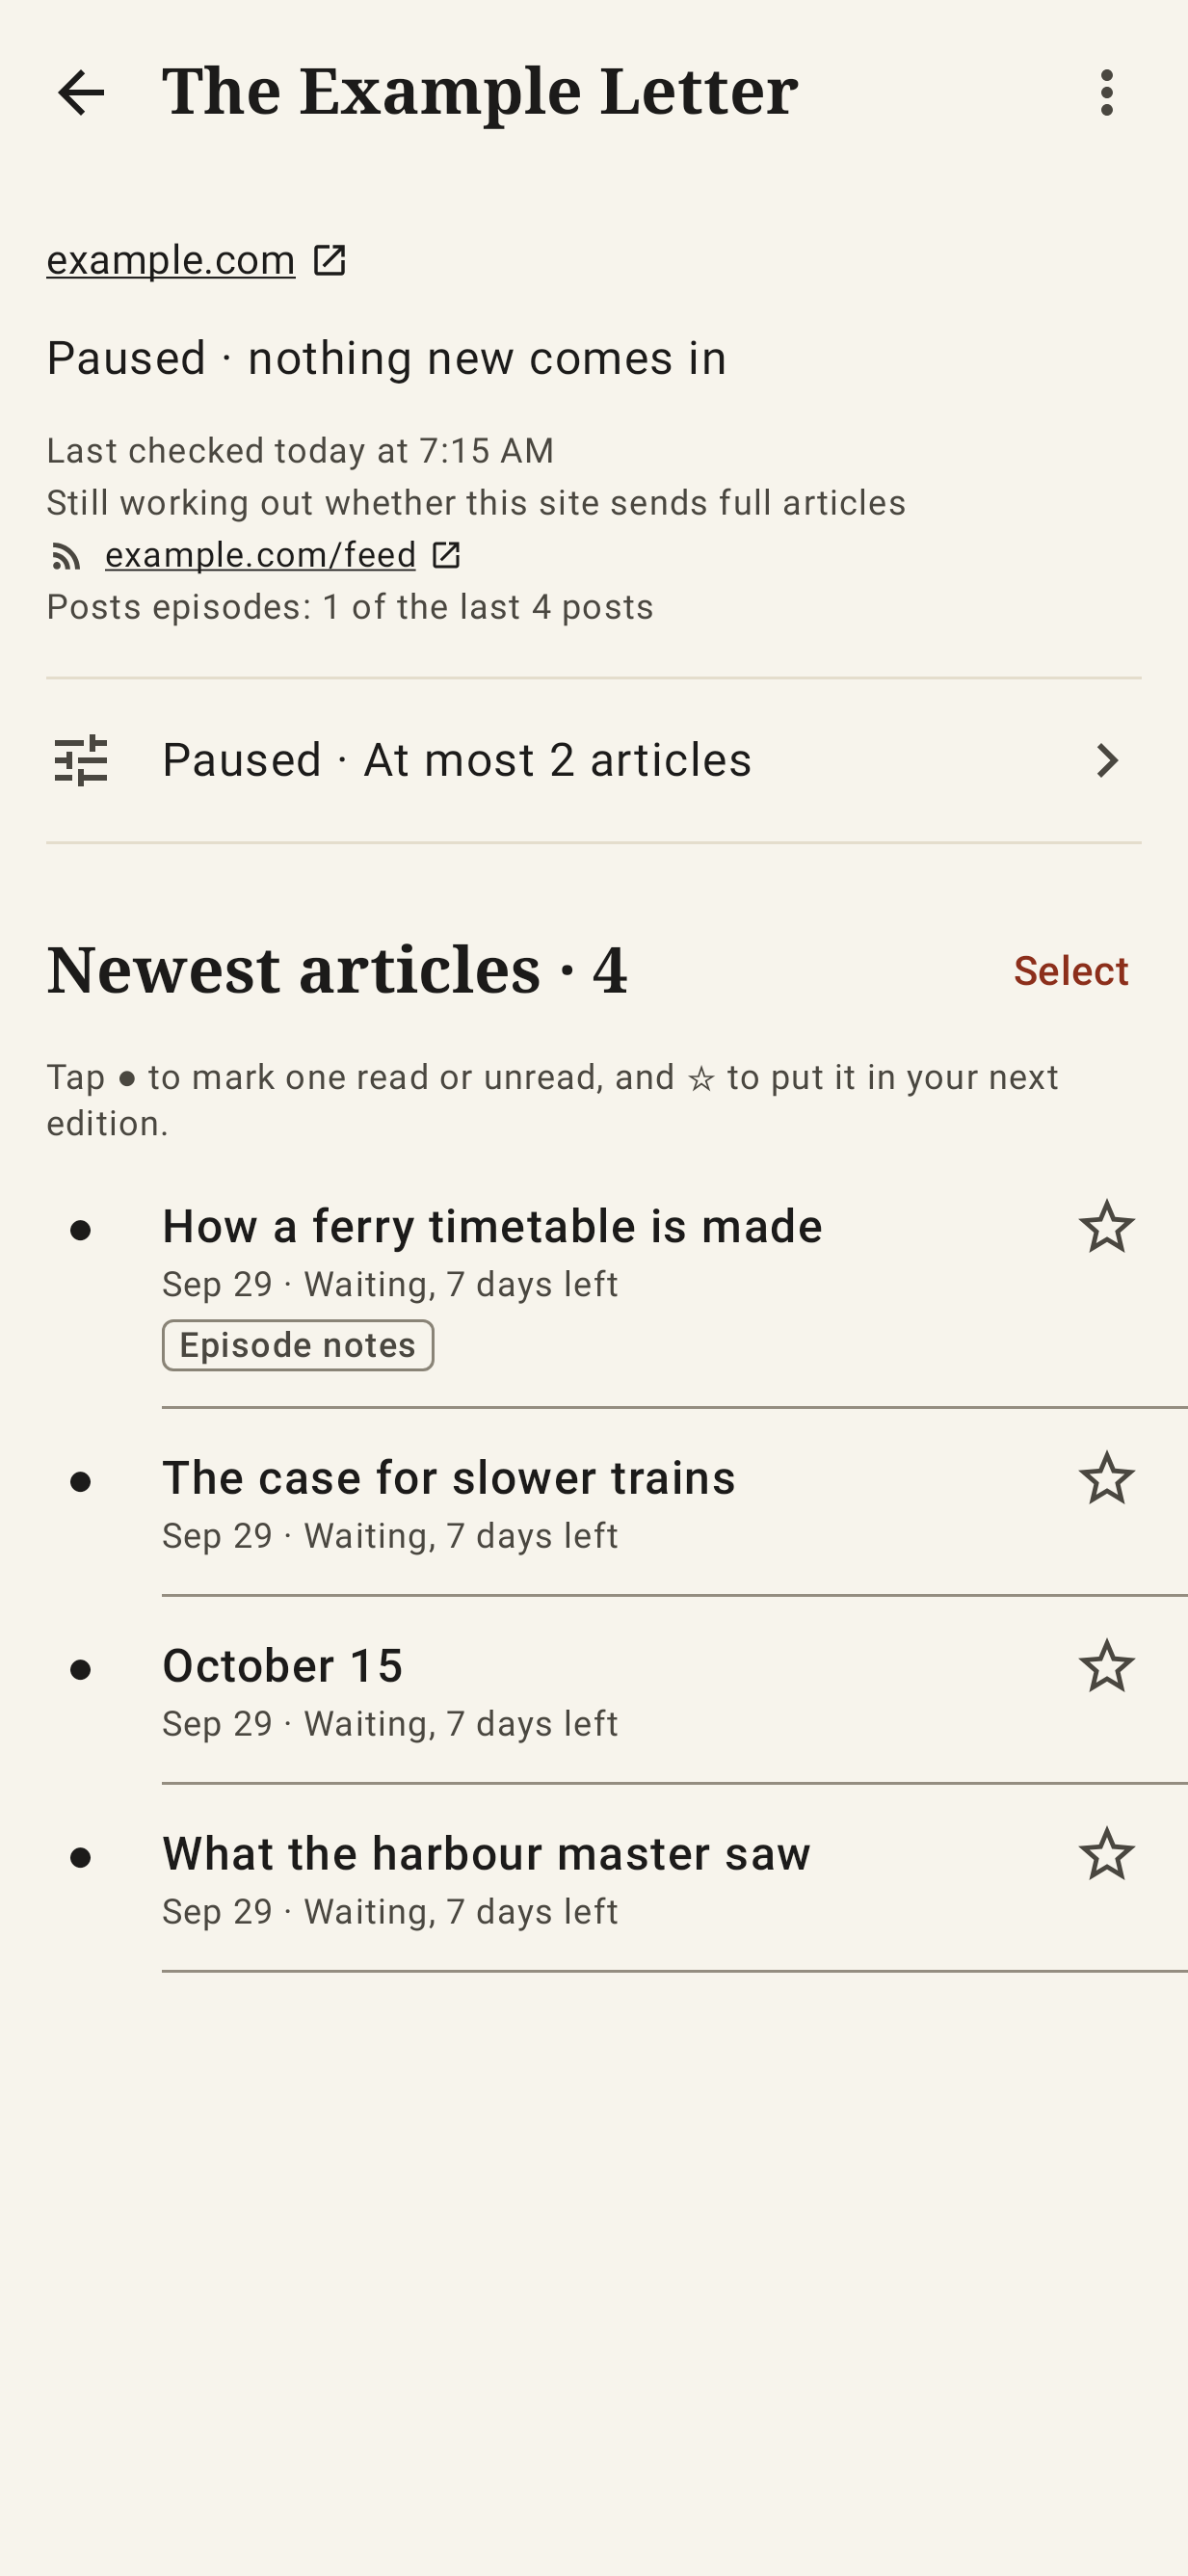 The Example Letter
example.com
Paused · nothing new comes in
Last checked today at 7:15 AM
Still working out whether this site sends full articles
example.com/feed
Posts episodes: 1 of the last 4 posts
Paused · At most 2 articles
Newest articles · 4
Select
Tap ● to mark one read or unread, and ☆ to put it in your next
edition.
How a ferry timetable is made
Sep 29 · Waiting, 7 days left
Episode notes
The case for slower trains
Sep 29 · Waiting, 7 days left
October 15
Sep 29 · Waiting, 7 days left
What the harbour master saw
Sep 29 · Waiting, 7 days left